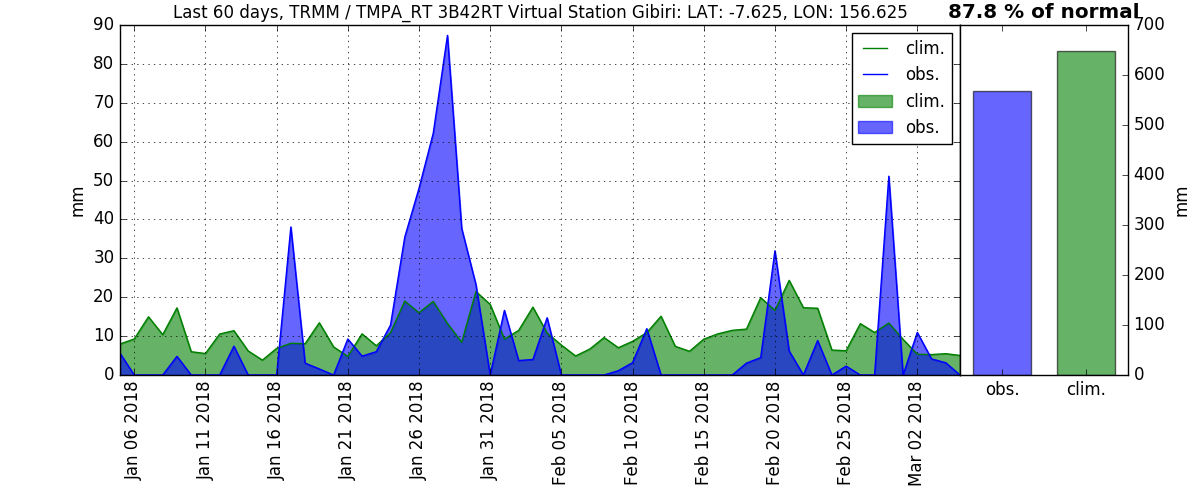 Last 60 days, TRMM / TMPA_RT 3B42RT Virtual Station Gibiri: LAT: -7.625, LON: 156.625
87.8 % of normal
90
80
70
60
50
40
30
20
10
0
mm
clim.
obs.
clim.
obs.
Jan 06 2018
Jan 11 2018
Jan 16 2018
Jan 21 2018
Jan 26 2018
Jan 31 2018
Feb 05 2018
Feb 10 2018
Feb 15 2018
Feb 20 2018
Feb 25 2018
Mar 02 2018
700
600
500
400
300
200
100
0
mm
obs.
clim.